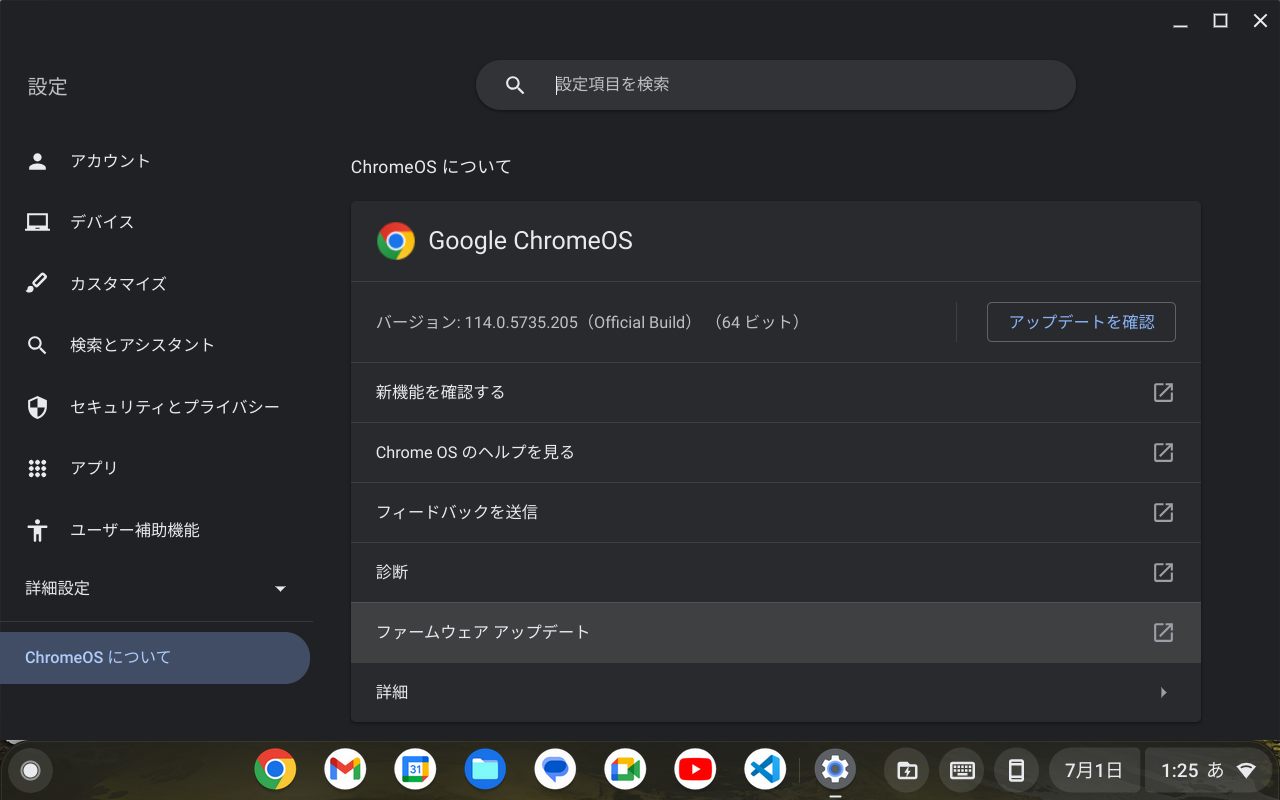 設定
設定項目を検索
アカウント
デバイス
カスタマイズ
検索とアシスタント
セキュリティとプライバシー
アプリ
ユーザー補助機能
詳細設定
ChromeOS について
ChromeOS について
Google ChromeOS
バージョン: 114.0.5735.205（Official Build） （64 ビット）
アップデートを確認
新機能を確認する
Chrome OS のヘルプを見る
フィードバックを送信
診断
ファームウェア アップデート
詳細
31
7月1日
1:25 あ